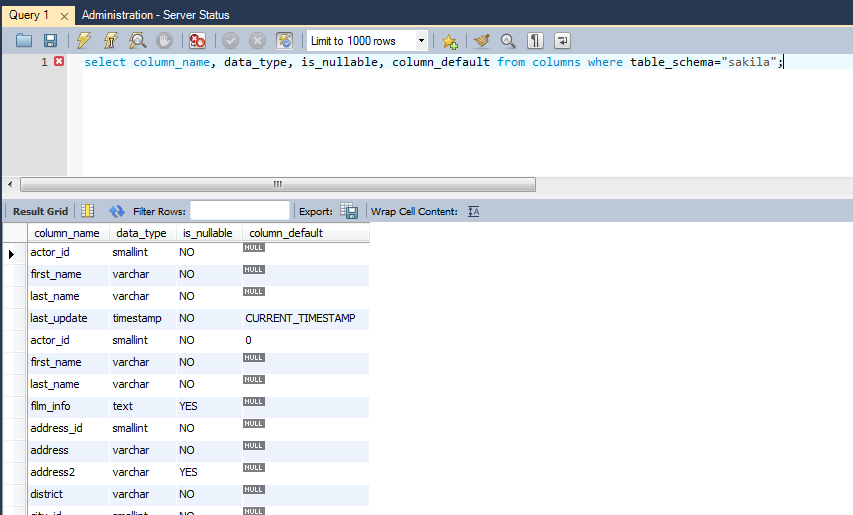 Query 1 Administration - Server Status
Limit to 1000 rows
1 select column_name, data_type, is_nullable, column_default from columns where table_schema="sakila";
Result Grid Filter Rows: Export: Wrap Cell Content:
column_name data_type is_nullable column_default
actor_id smallint NO NULL
first_name varchar NO NULL
last_name varchar NO NULL
last_update timestamp NO CURRENT_TIMESTAMP
actor_id smallint NO 0
first_name varchar NO NULL
last_name varchar NO NULL
film_info text YES NULL
address_id smallint NO NULL
address varchar NO NULL
address2 varchar YES NULL
district varchar NO NULL
city_id smallint NO NULL